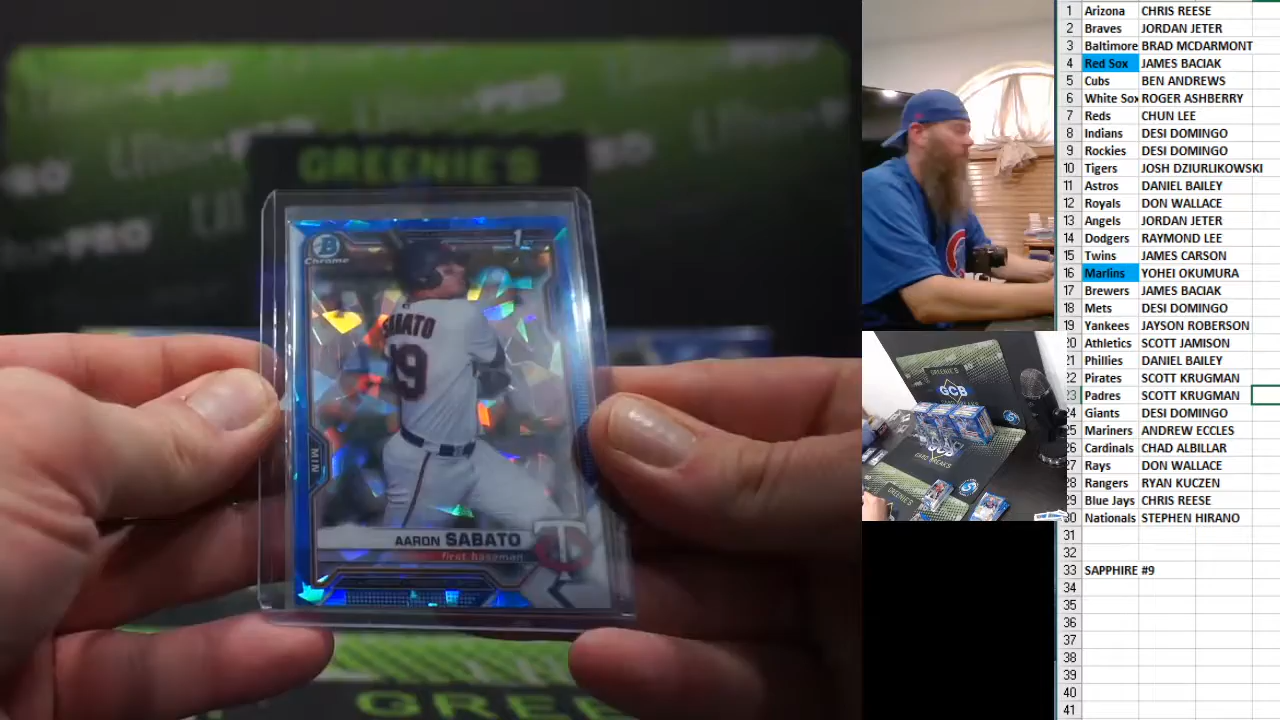 GREENIE'S
B
Chrome
1ST
SABATO
19
MIN
AARON SABATO
first baseman
T
C
GREENIE'S
GCB
CARD BREAKS
1 Arizona CHRIS REESE
2 Braves JORDAN JETER
3 Baltimore BRAD MCDARMONT
4 Red Sox JAMES BACIAK
5 Cubs BEN ANDREWS
6 White Sox ROGER ASHBERRY
7 Reds CHUN LEE
8 Indians DESI DOMINGO
9 Rockies DESI DOMINGO
10 Tigers JOSH DZIURLIKOWSKI
11 Astros DANIEL BAILEY
12 Royals DON WALLACE
13 Angels JORDAN JETER
14 Dodgers RAYMOND LEE
15 Twins JAMES CARSON
16 Marlins YOHEI OKUMURA
17 Brewers JAMES BACIAK
18 Mets DESI DOMINGO
19 Yankees JAYSON ROBERSON
20 Athletics SCOTT JAMISON
21 Phillies DANIEL BAILEY
22 Pirates SCOTT KRUGMAN
23 Padres SCOTT KRUGMAN
24 Giants DESI DOMINGO
25 Mariners ANDREW ECCLES
26 Cardinals CHAD ALBILLAR
27 Rays DON WALLACE
28 Rangers RYAN KUCZEN
29 Blue Jays CHRIS REESE
30 Nationals STEPHEN HIRANO
31
32
33 SAPPHIRE #9
34
35
36
37
38
39
40
41